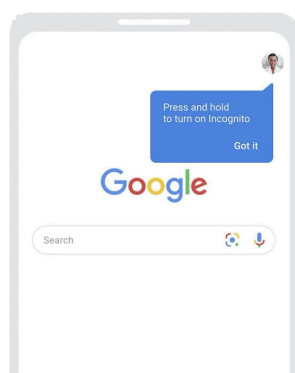 Press and hold
to turn on Incognito
Got it
Google
Search